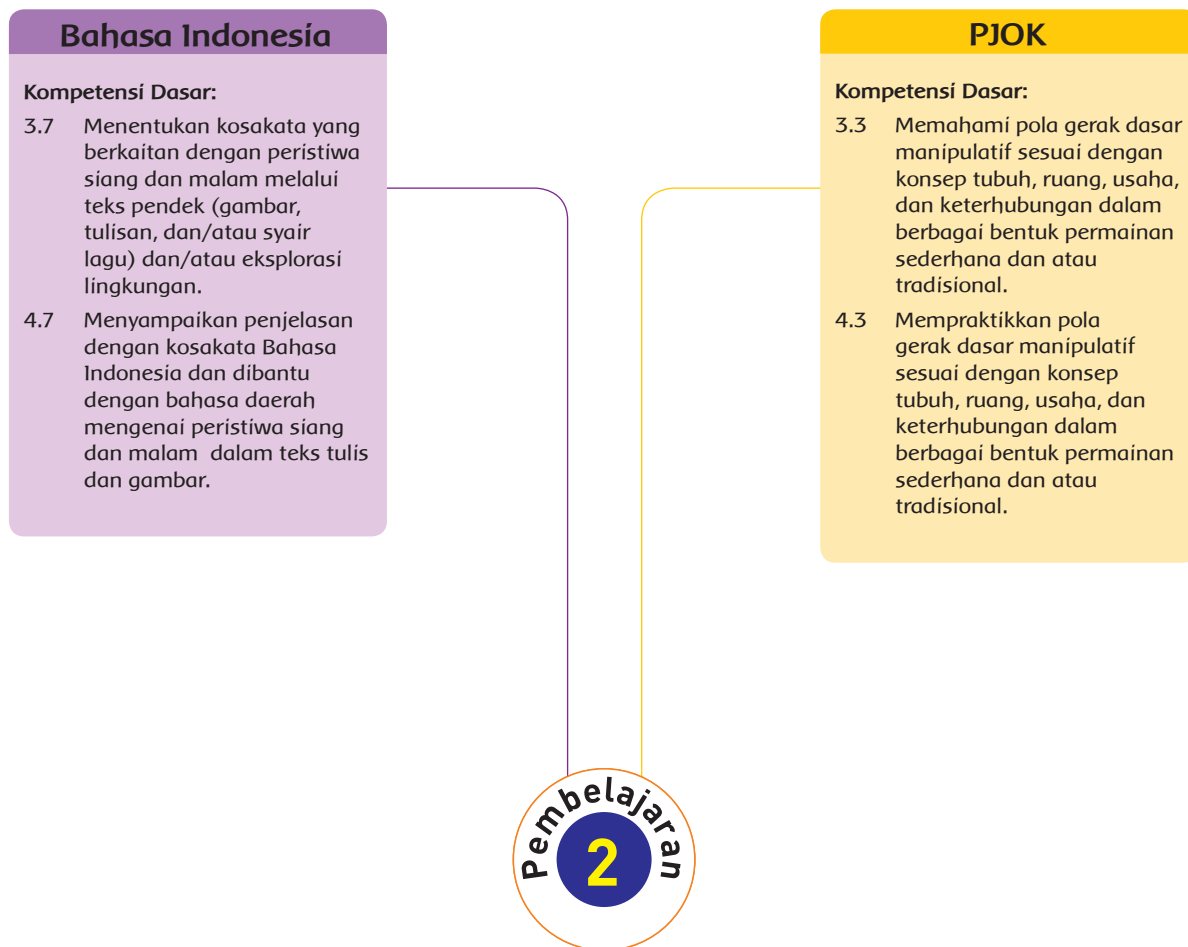 Bahasa Indonesia
Kompetensi Dasar:
3.7 Menentukan kosakata yang
berkaitan dengan peristiwa
siang dan malam melalui
teks pendek (gambar,
tulisan, dan/atau syair
lagu) dan/atau eksplorasi
lingkungan.
4.7 Menyampaikan penjelasan
dengan kosakata Bahasa
Indonesia dan dibantu
dengan bahasa daerah
mengenai peristiwa siang
dan malam dalam teks tulis
dan gambar.
PJOK
Kompetensi Dasar:
3.3 Memahami pola gerak dasar
manipulatif sesuai dengan
konsep tubuh, ruang, usaha,
dan keterhubungan dalam
berbagai bentuk permainan
sederhana dan atau
tradisional.
4.3 Mempraktikkan pola
gerak dasar manipulatif
sesuai dengan konsep
tubuh, ruang, usaha, dan
keterhubungan dalam
berbagai bentuk permainan
sederhana dan atau
tradisional.
Pembelajaran
2